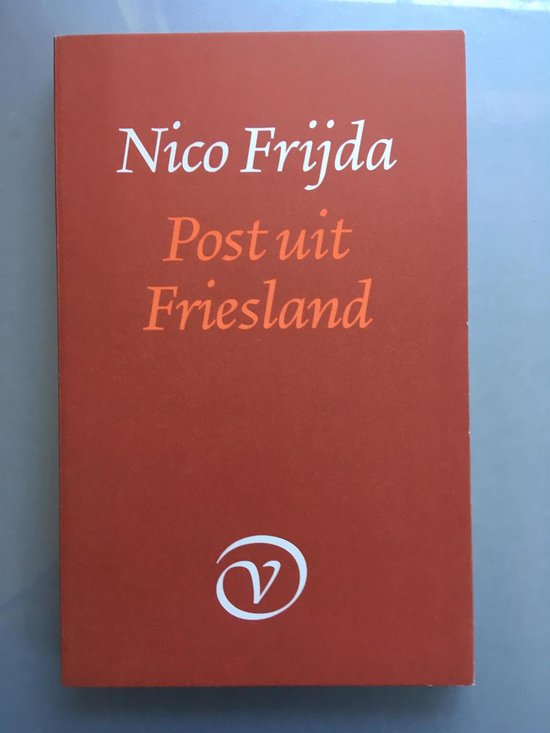 Nico Frijda
Post uit
Friesland
V